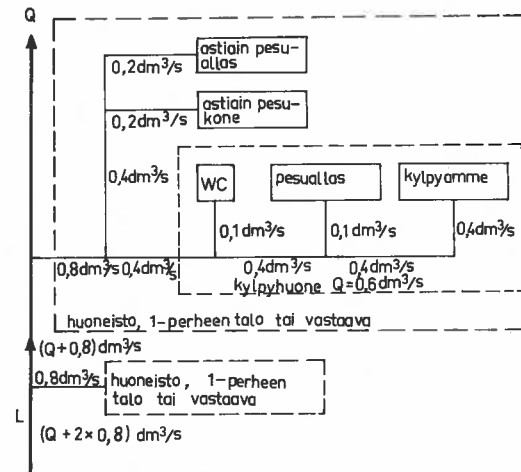 Q
astiain pesu-
allas
0,2dm³/s
astiain pesu-
kone
0,2dm³/s
0,4dm³/s
WC
pesuallas
kylpyamme
0,1dm³/s
0,1dm³/s
0,4dm³/s
0,8dm³/s 0,4dm³/s
0,4dm³/s
0,4dm³/s
kylpyhuone Q=0,6dm³/s
huoneisto, 1-perheen talo tai vastaava
(Q+0,8)dm³/s
0,8dm³/s
huoneisto, 1-perheen
talo tai vastaava
L
(Q+2×0,8) dm³/s